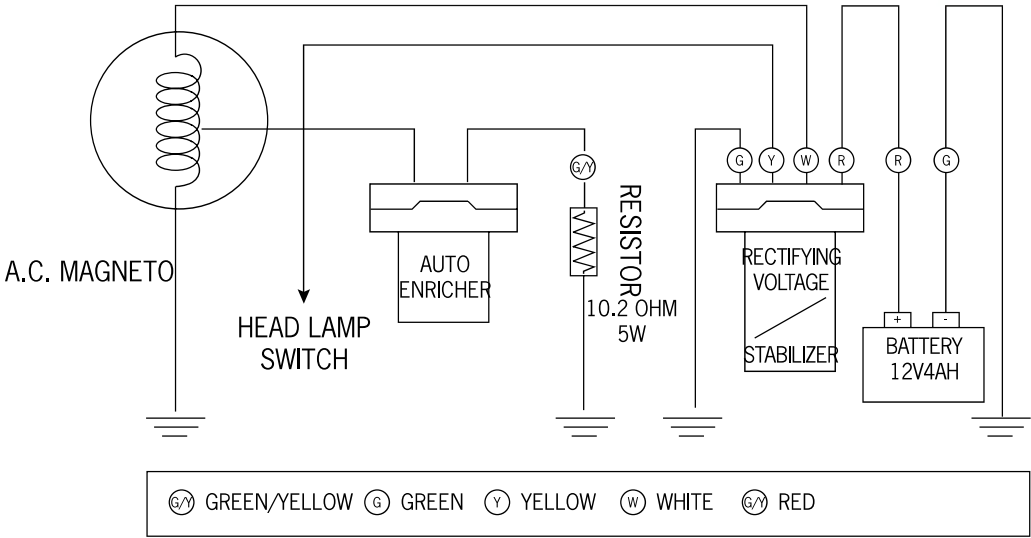 G/Y
G
Y
W
R
R
G
RESISTOR
A.C. MAGNETO
AUTO
ENRICHER
RECTIFYING
VOLTAGE
STABILIZER
10.2 OHM
5W
HEAD LAMP
SWITCH
+
-
BATTERY
12V4AH
G/Y GREEN/YELLOW G GREEN Y YELLOW W WHITE G/Y RED